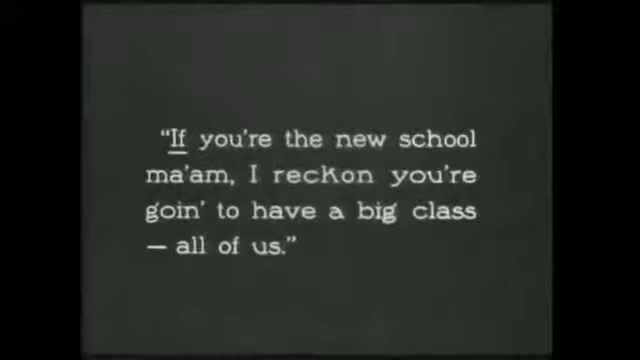 "If you're the new school
ma'am, I reckon you're
goin' to have a big class
— all of us."